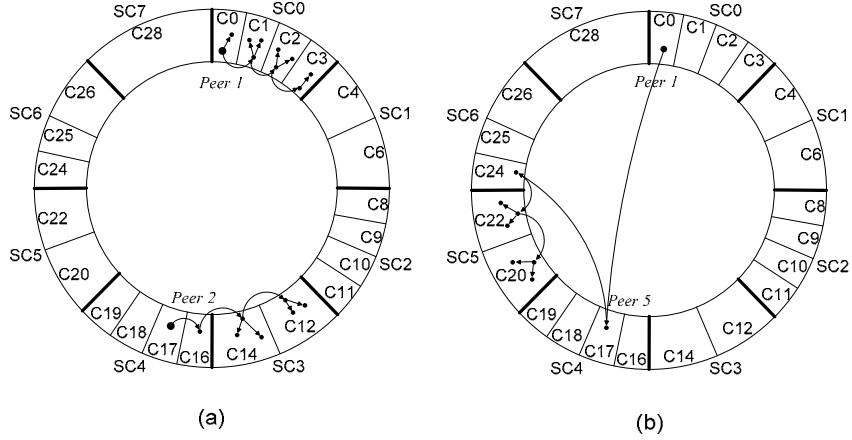 SC7
SC0
C28
C0
C1
C2
C3
Peer 1
C26
C4
SC6
SC1
C25
C24
C6
C22
C8
C9
SC5
C10
SC2
C20
C11
Peer 2
C19
C12
C18
C17
C16
C14
SC4
SC3
(a)
SC7
SC0
C28
C0
C1
C2
C3
Peer 1
C26
C4
SC6
SC1
C25
C24
C6
C22
C8
C9
SC5
C10
SC2
C20
C11
Peer 5
C19
C12
C18
C17
C16
C14
SC4
SC3
(b)